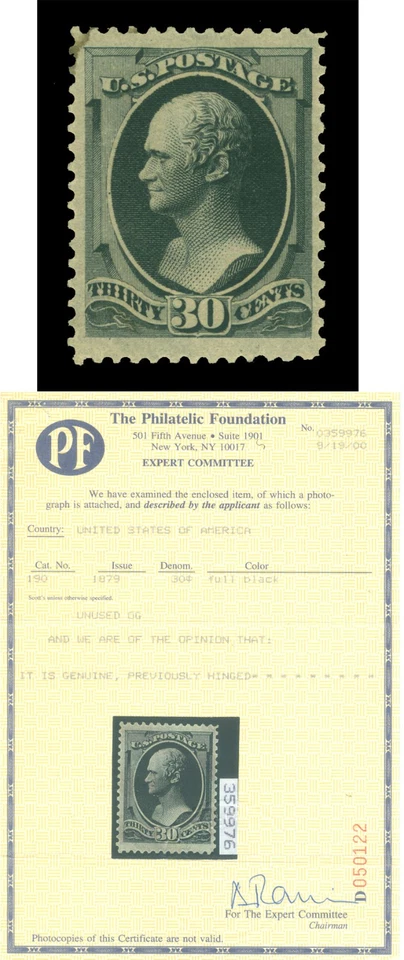 U.S. POSTAGE
THIRTY 30 CENTS
The Philatelic Foundation
501 Fifth Avenue • Suite 1901
New York, NY 10017
No. 0359976
9/19/00
PF
EXPERT COMMITTEE
We have examined the enclosed item, of which a photo-
graph is attached, and described by the applicant as follows:
Country: UNITED STATES OF AMERICA
Cat. No. Issue Denom. Color
190 1879 30¢ full black
Scott's unless otherwise specified.
UNUSED OG
AND WE ARE OF THE OPINION THAT:
IT IS GENUINE, PREVIOUSLY HINGED* * * * * * * * *
U.S. POSTAGE
THIRTY 30 CENTS
359976
D050122
For The Expert Committee
Chairman
Photocopies of this Certificate are not valid.